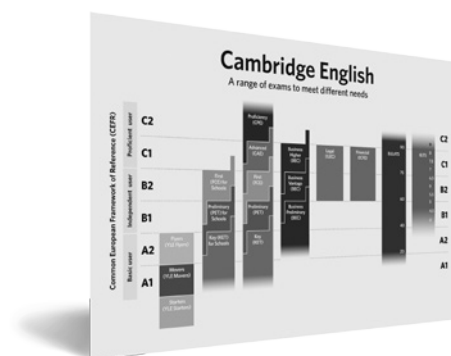 Cambridge English
A range of exams to meet different needs
Common European Framework of Reference (CEFR)
Proficient user
Independent user
Basic user
C2
C1
B2
B1
A2
A1
Flyers
(YLE Flyers)
Movers
(YLE Movers)
Starters
(YLE Starters)
First
(FCE) for
Schools
Preliminary
(PET) for
Schools
Key (KET)
for Schools
Proficiency
(CPE)
Advanced
(CAE)
First
(FCE)
Preliminary
(PET)
Key
(KET)
Business
Higher
(BEC)
Business
Vantage
(BEC)
Business
Preliminary
(BEC)
Legal
(ILEC)
Financial
(ICFE)
BULATS
IELTS
C2
C1
B2
B1
A2
A1